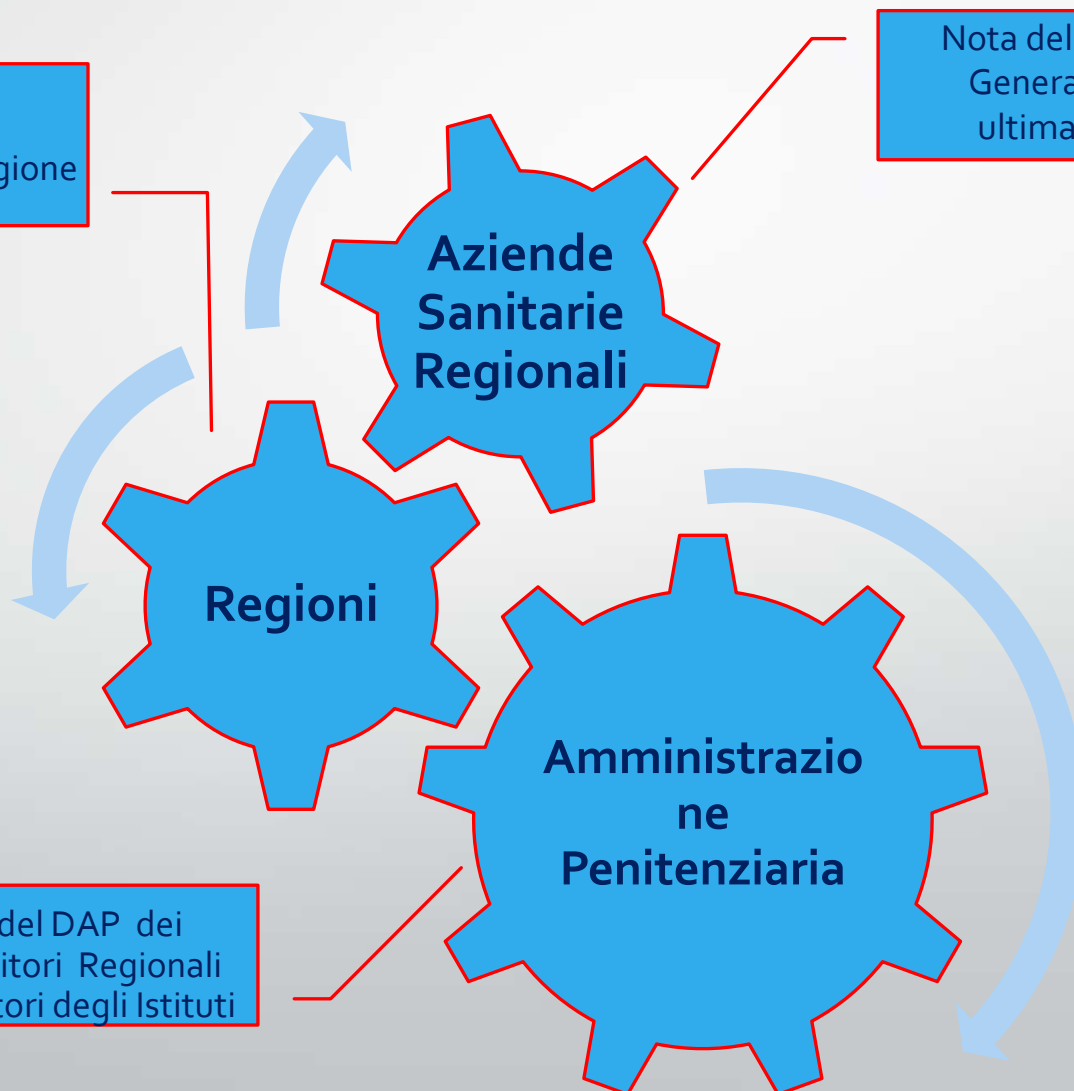 Nota del
Genera
ultima
gione
Aziende
Sanitarie
Regionali
Regioni
Amministrazio
ne
Penitenziaria
del DAP dei
itori Regionali
tori degli Istituti